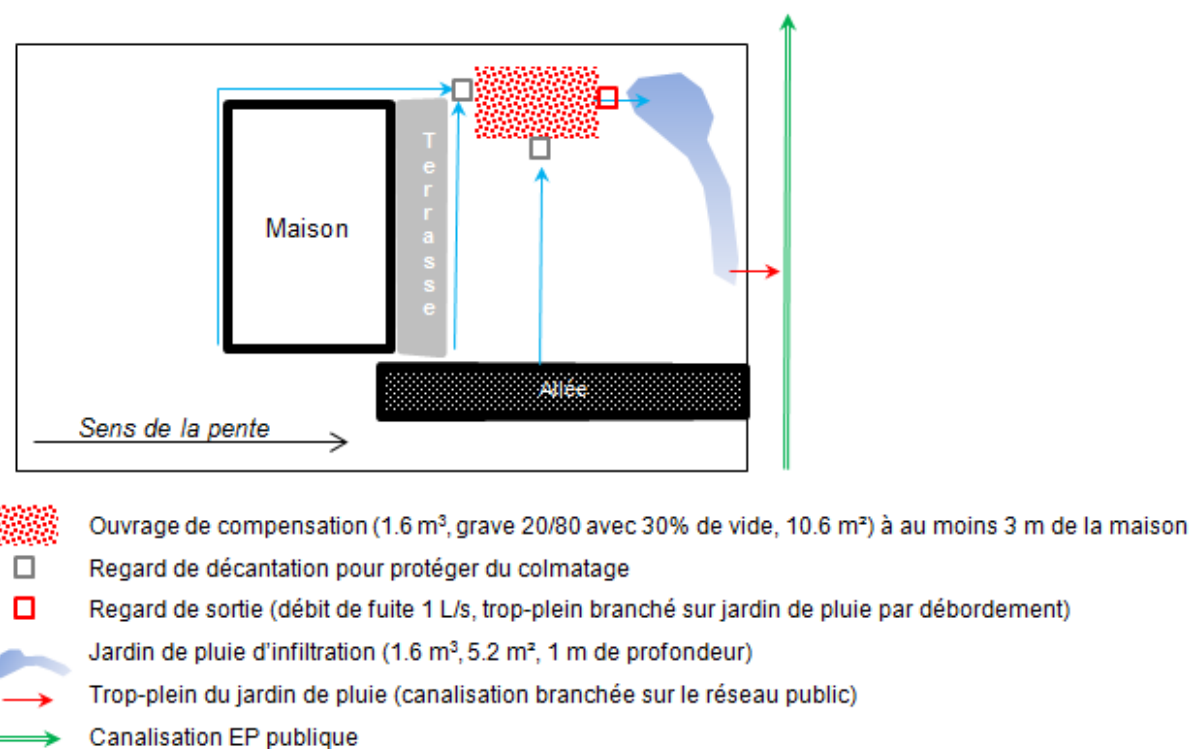 Maison
Terrasse
Allée
Sens de la pente
Ouvrage de compensation (1.6 m³, grave 20/80 avec 30% de vide, 10.6 m²) à au moins 3 m de la maison
Regard de décantation pour protéger du colmatage
Regard de sortie (débit de fuite 1 L/s, trop-plein branché sur jardin de pluie par débordement)
Jardin de pluie d'infiltration (1.6 m³, 5.2 m², 1 m de profondeur)
Trop-plein du jardin de pluie (canalisation branchée sur le réseau public)
Canalisation EP publique